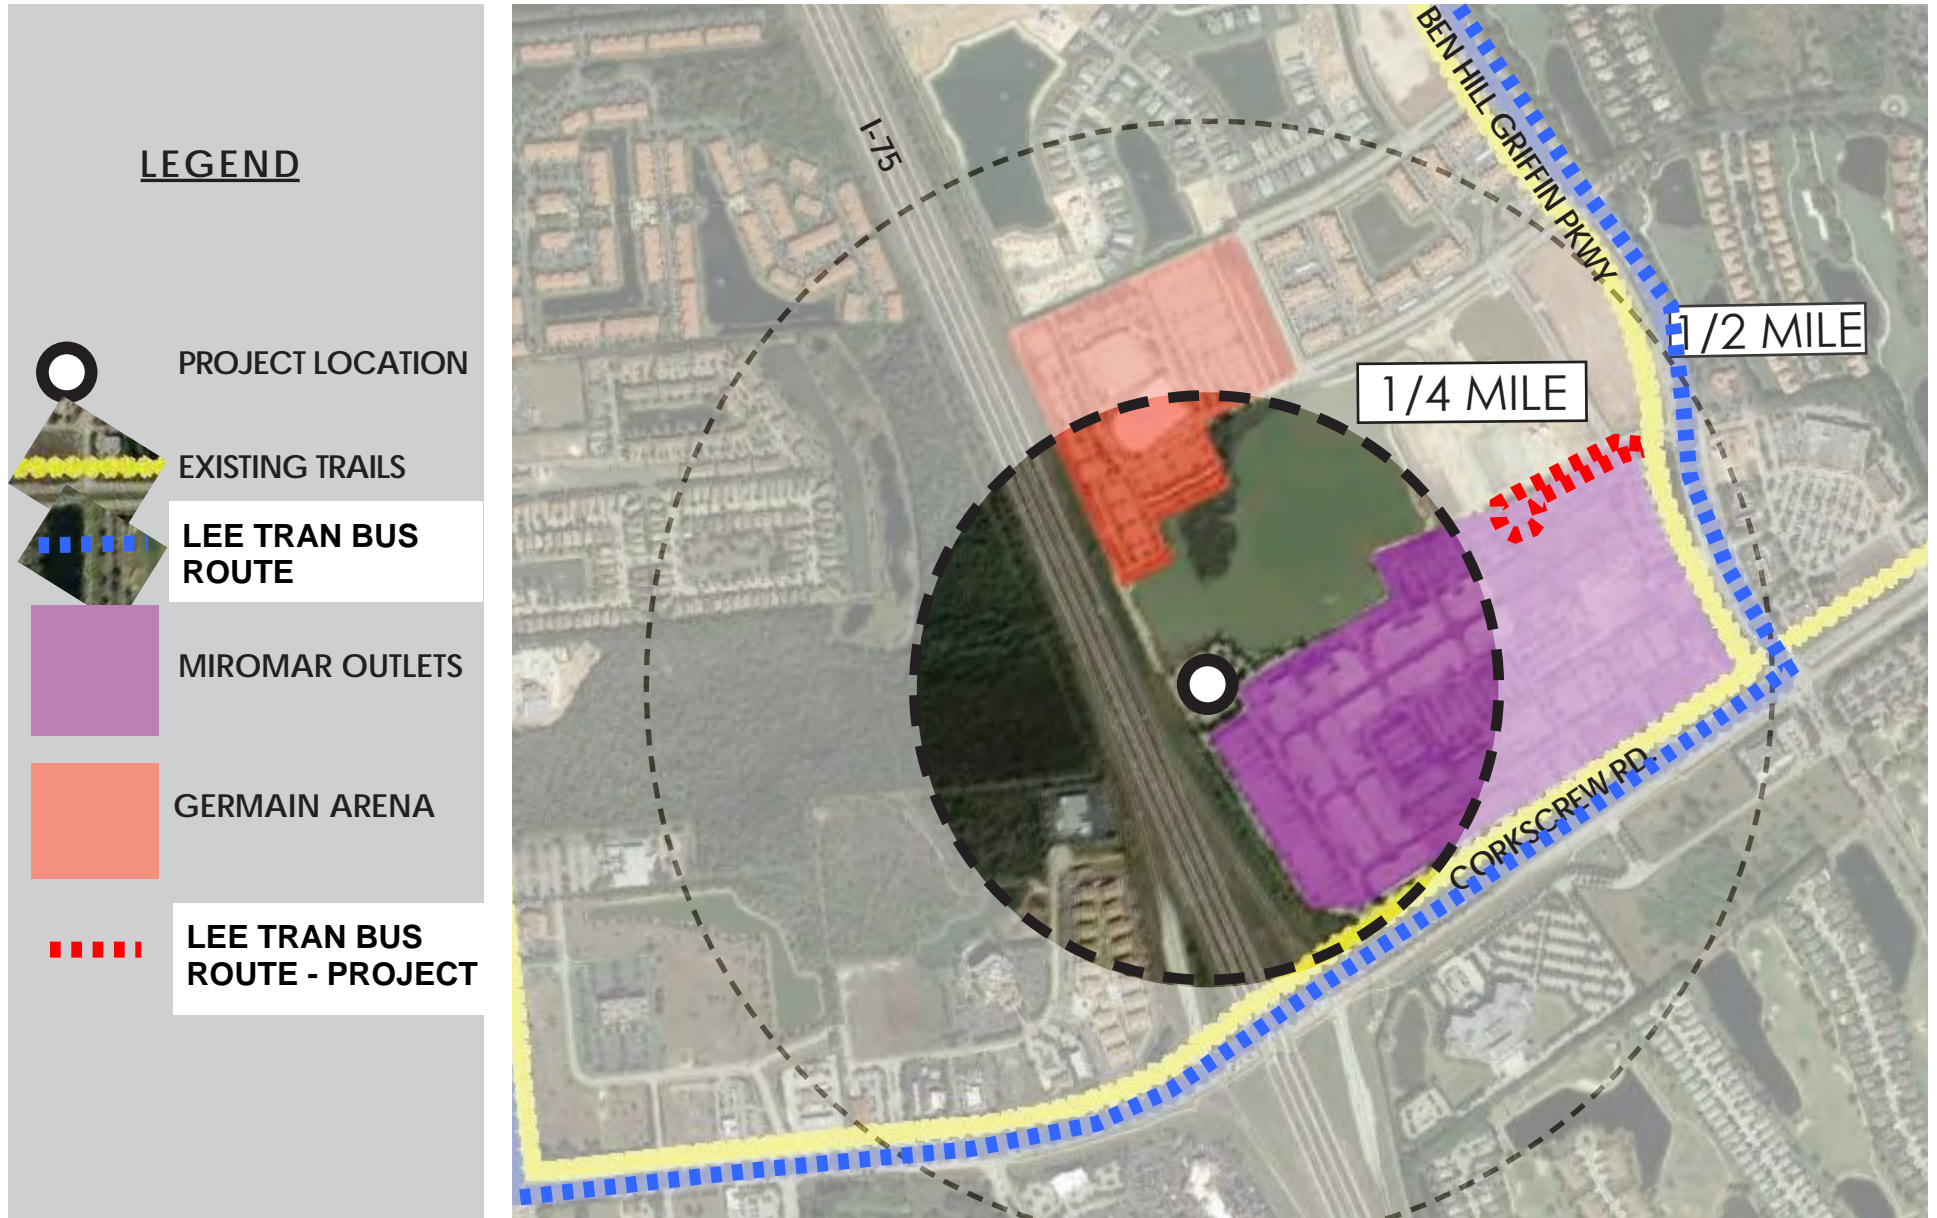 LEGEND
PROJECT LOCATION
EXISTING TRAILS
LEE TRAN BUS
ROUTE
MIROMAR OUTLETS
GERMAIN ARENA
LEE TRAN BUS
ROUTE - PROJECT
I-75
BEN HILL GRIFFIN PKWY
1/2 MILE
1/4 MILE
CORKSCREW RD.